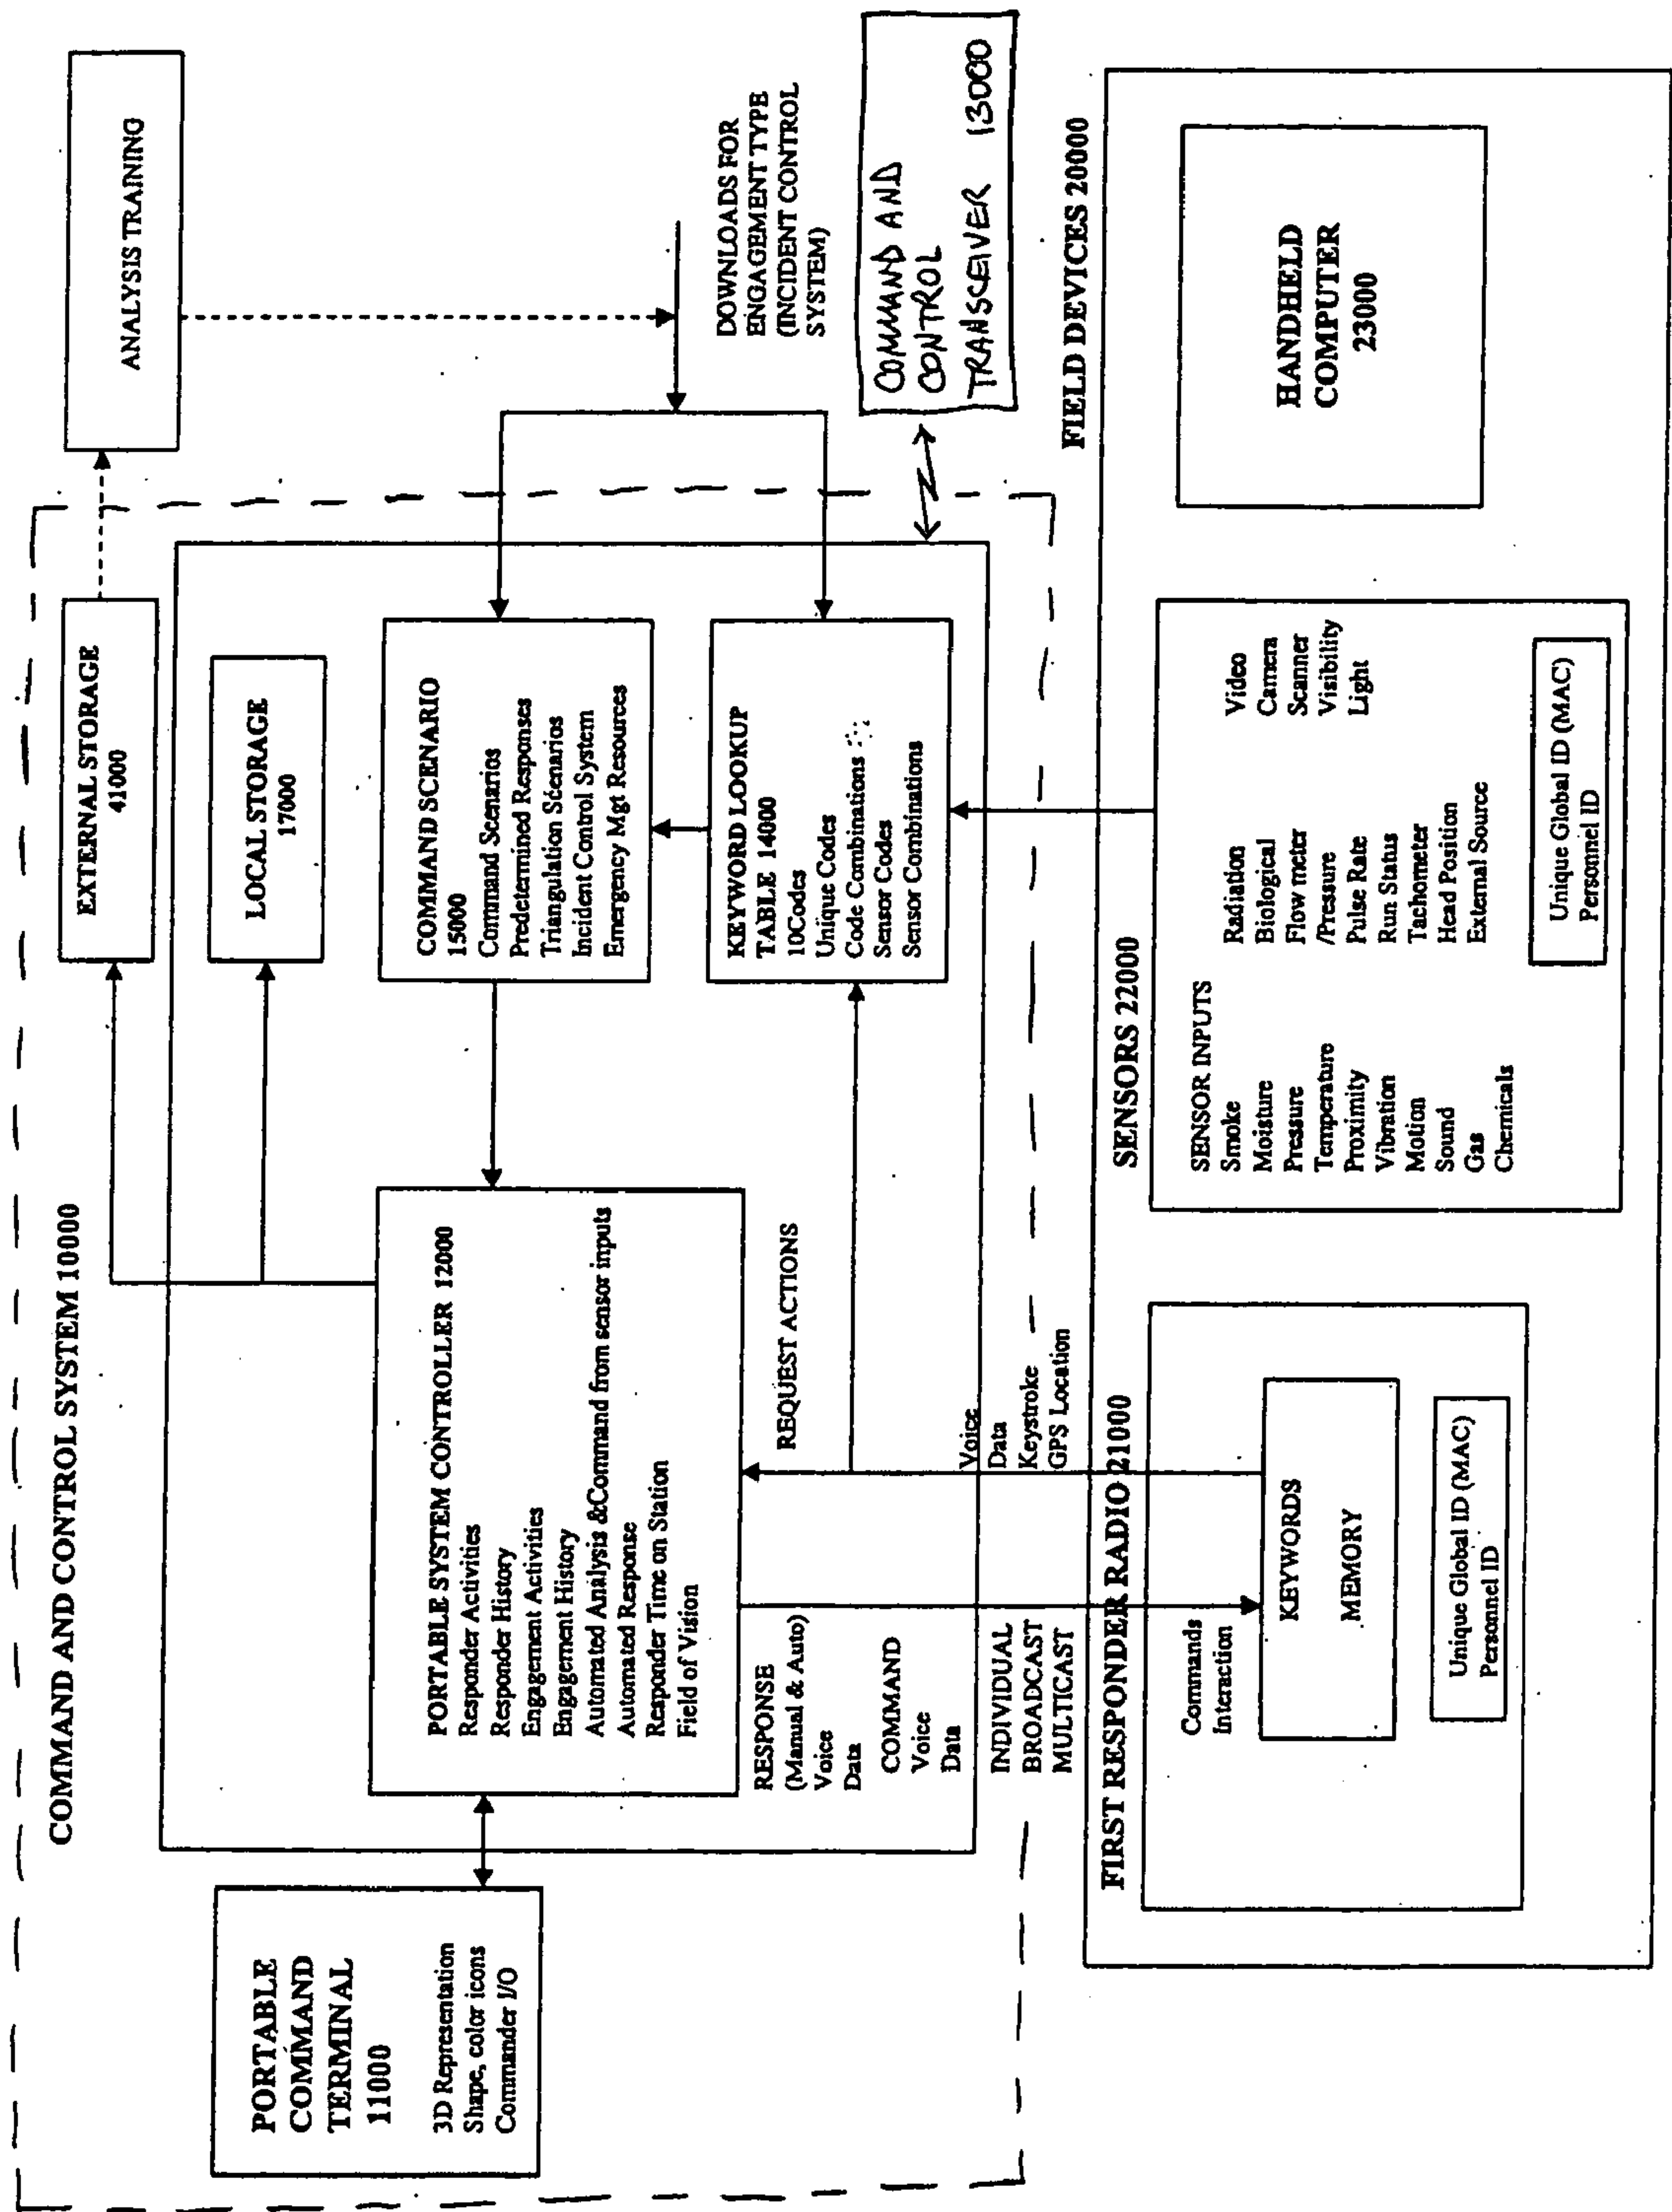 COMMAND AND CONTROL SYSTEM 10000
PORTABLE
COMMAND
TERMINAL
11000
3D Representation
Shape, color icons
Commander I/O
PORTABLE SYSTEM CONTROLLER 12000
Responder Activities
Responder History
Engagement Activities
Engagement History
Automated Analysis &Command from sensor inputs
Automated Response
Responder Time on Station
Field of Vision
EXTERNAL STORAGE
41000
LOCAL STORAGE
17000
ANALYSIS TRAINING
COMMAND SCENARIO
15000
Command Scenarios
Predetermined Responses
Triangulation Scenarios
Incident Control System
Emergency Mgt Resources
KEYWORD LOOKUP
TABLE 14000
10Codes
Unique Codes
Code Combinations
Sensor Codes
Sensor Combinations
DOWNLOADS FOR
ENGAGEMENT TYPE
(INCIDENT CONTROL
SYSTEM)
COMMAND AND
CONTROL
TRANSCEIVER 13000
RESPONSE
(Manual & Auto)
Voice
Data
COMMAND
Voice
Data
INDIVIDUAL
BROADCAST
MULTICAST
REQUEST ACTIONS
Voice
Data
Keystroke
GPS Location
FIELD DEVICES 20000
FIRST RESPONDER RADIO 21000
Commands
Interaction
KEYWORDS
MEMORY
Unique Global ID (MAC)
Personnel ID
SENSORS 22000
SENSOR INPUTS
Smoke
Moisture
Pressure
Temperature
Proximity
Vibration
Motion
Sound
Gas
Chemicals
Radiation
Biological
Flow meter
/Pressure
Pulse Rate
Run Status
Tachometer
Head Position
External Source
Video
Camera
Scanner
Visibility
Light
Unique Global ID (MAC)
Personnel ID
HANDHELD
COMPUTER
23000